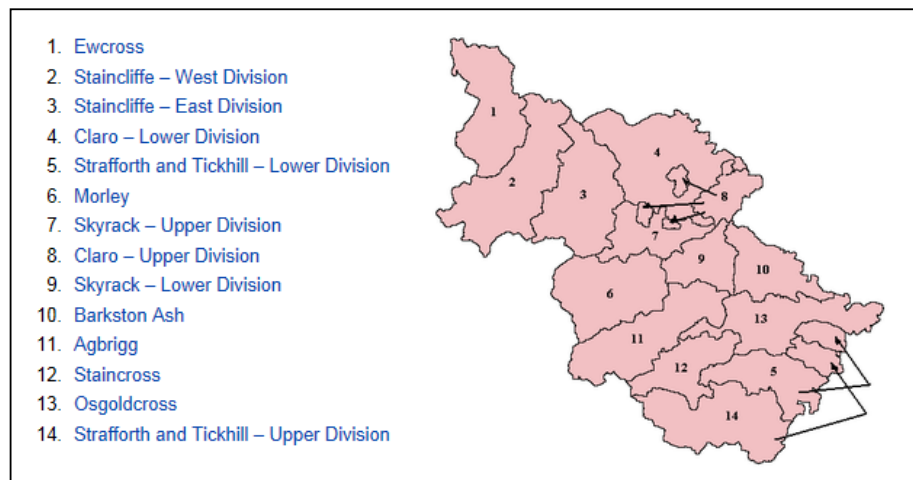 1. Ewcross
2. Staincliffe – West Division
3. Staincliffe – East Division
4. Claro – Lower Division
5. Strafforth and Tickhill – Lower Division
6. Morley
7. Skyrack – Upper Division
8. Claro – Upper Division
9. Skyrack – Lower Division
10. Barkston Ash
11. Agbrigg
12. Staincross
13. Osgoldcross
14. Strafforth and Tickhill – Upper Division
1
4
2
3
8
7
9
10
6
13
11
12
5
14